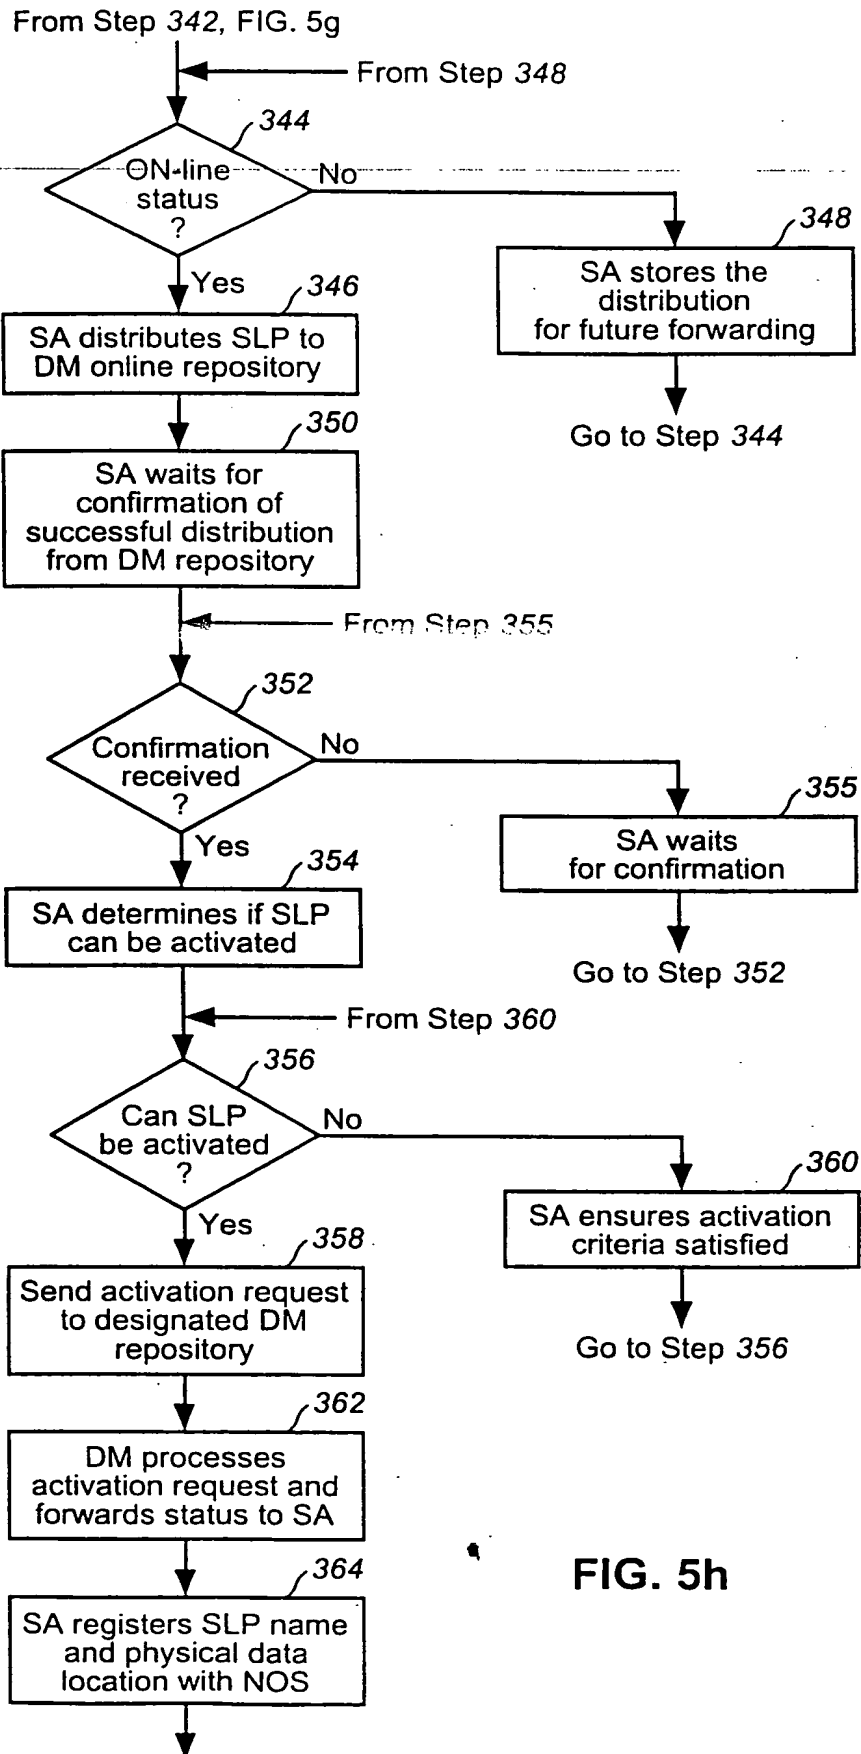 From Step 342, FIG. 5g
From Step 348
344
ON-line
status
?
No
348
SA stores the
distribution
for future forwarding
Go to Step 344
Yes
346
SA distributes SLP to
DM online repository
350
SA waits for
confirmation of
successful distribution
from DM repository
From Step 355
352
Confirmation
received
?
No
355
SA waits
for confirmation
Go to Step 352
Yes
354
SA determines if SLP
can be activated
From Step 360
356
Can SLP
be activated
?
No
360
SA ensures activation
criteria satisfied
Go to Step 356
Yes
358
Send activation request
to designated DM
repository
362
DM processes
activation request and
forwards status to SA
364
SA registers SLP name
and physical data
location with NOS
FIG. 5h